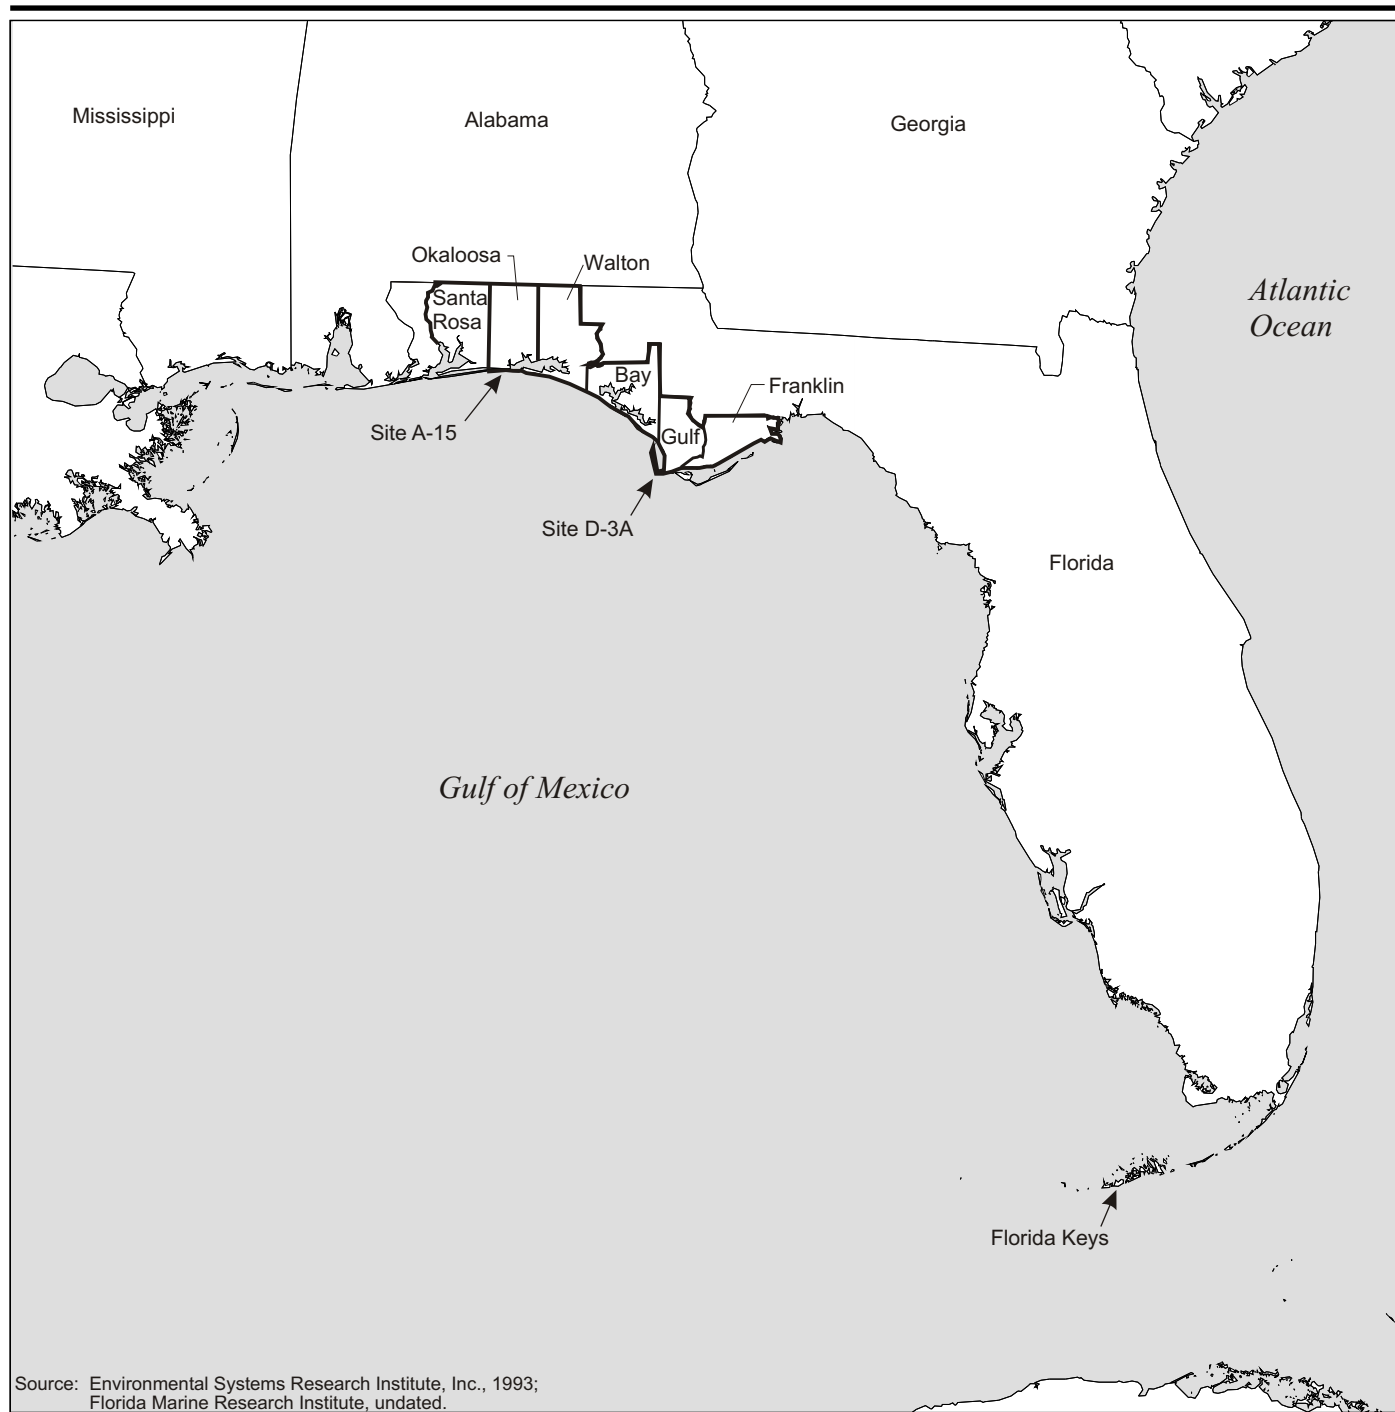 Mississippi
Alabama
Georgia
Okaloosa
Walton
Santa
Rosa
Atlantic
Ocean
Bay
Franklin
Site A-15
Gulf
Site D-3A
Florida
Gulf of Mexico
Florida Keys
Source: Environmental Systems Research Institute, Inc., 1993;
Florida Marine Research Institute, undated.